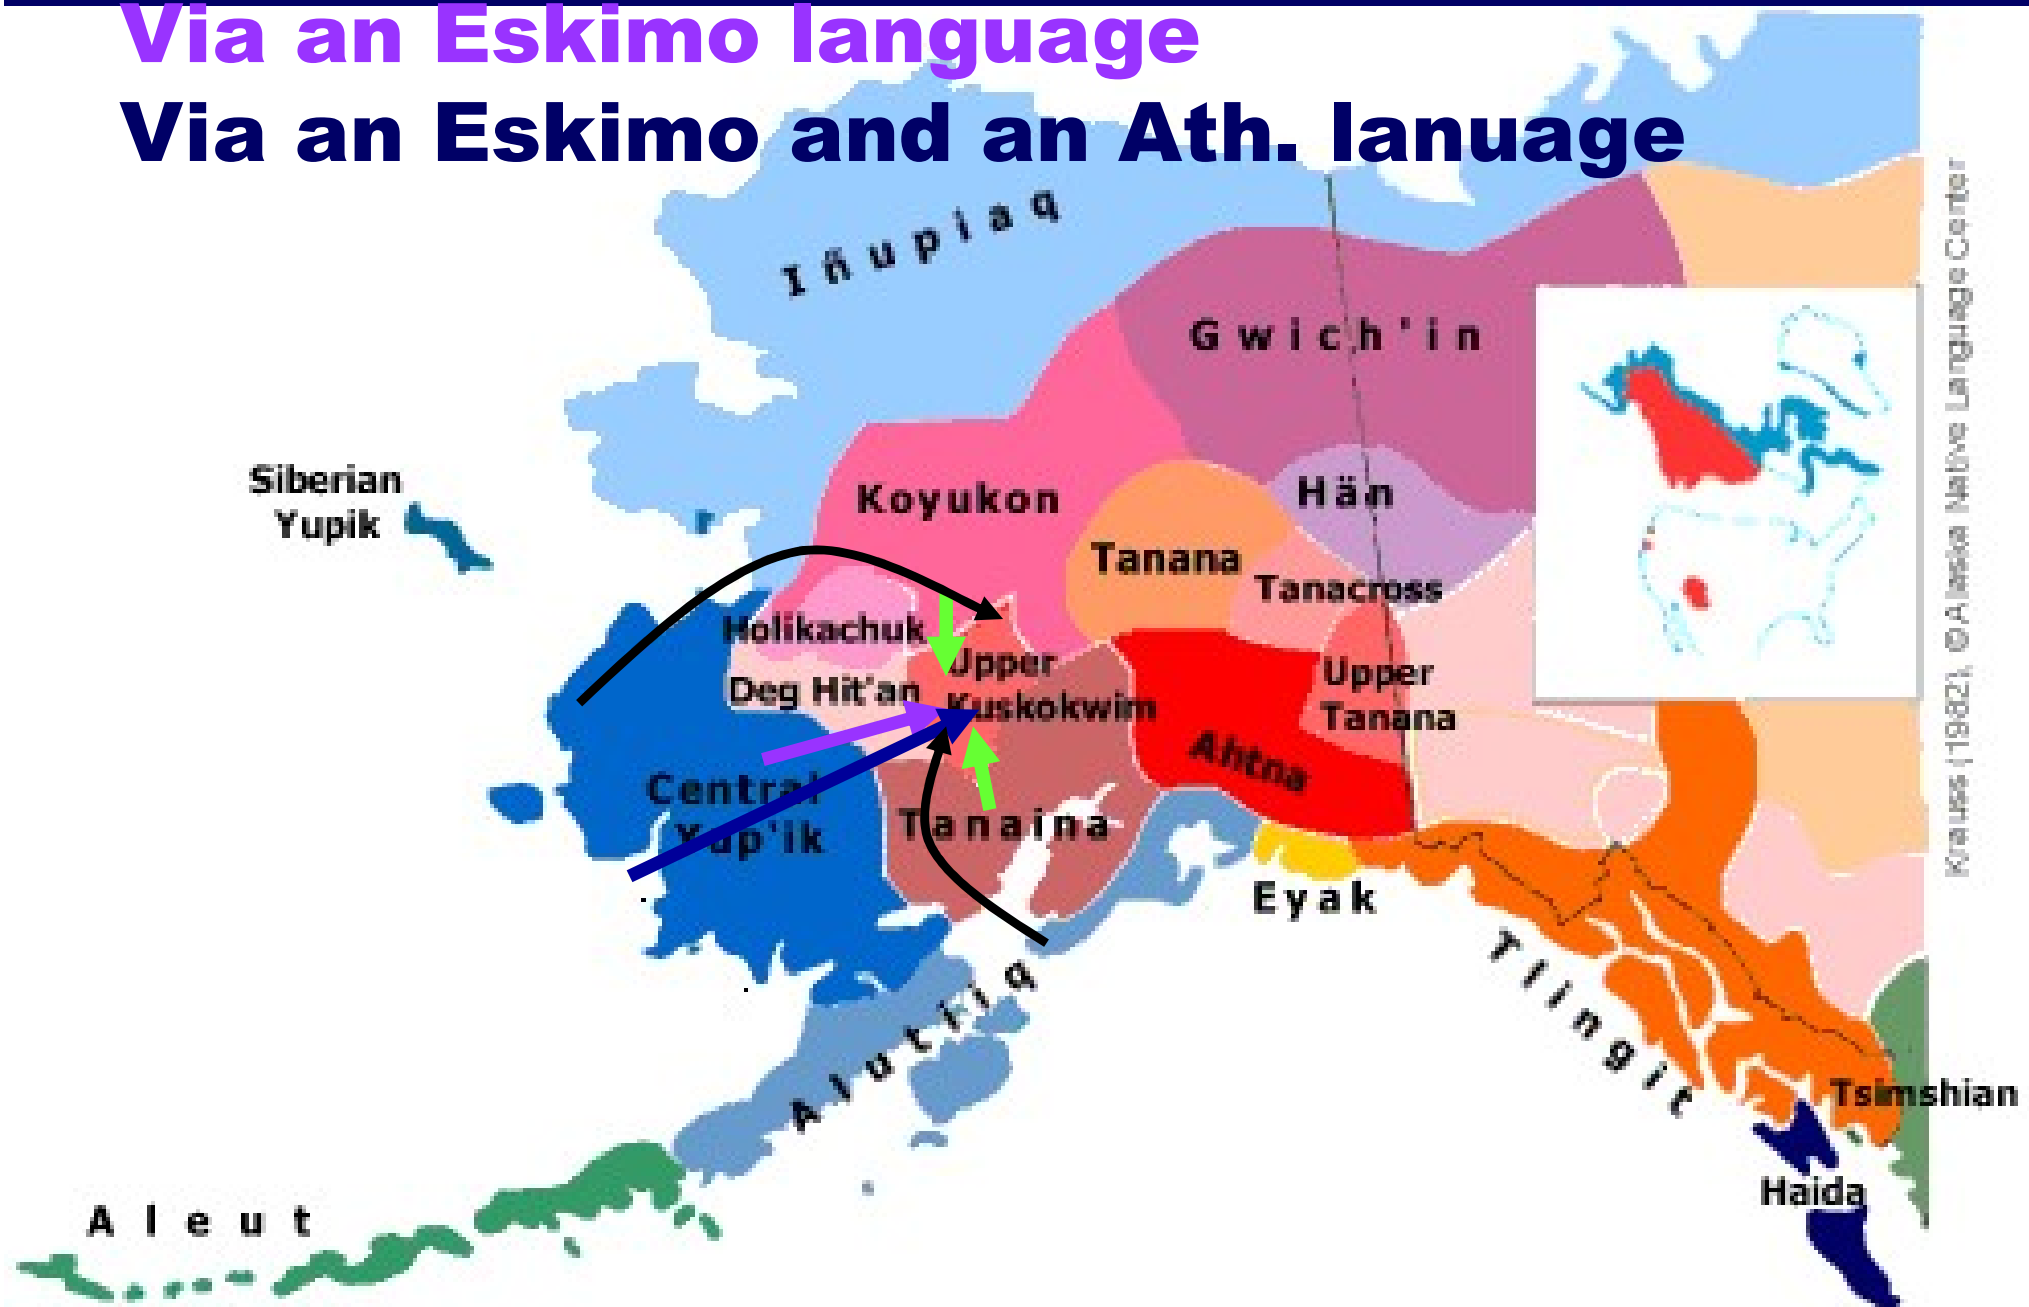 Via an Eskimo language
Via an Eskimo and an Ath. lanuage
Iñupiaq
Gwich'in
Siberian
Yupik
Koyukon
Hän
Tanana
Tanacross
Holikachuk
Upper
Kuskokwim
Deg Hit'an
Upper
Tanana
Ahtna
Central
Yup'ik
Tanaina
Eyak
Tlingit
Alutiiq
Tsimshian
Haida
Aleut
Krauss (1982), ©Alaska Native Language Center